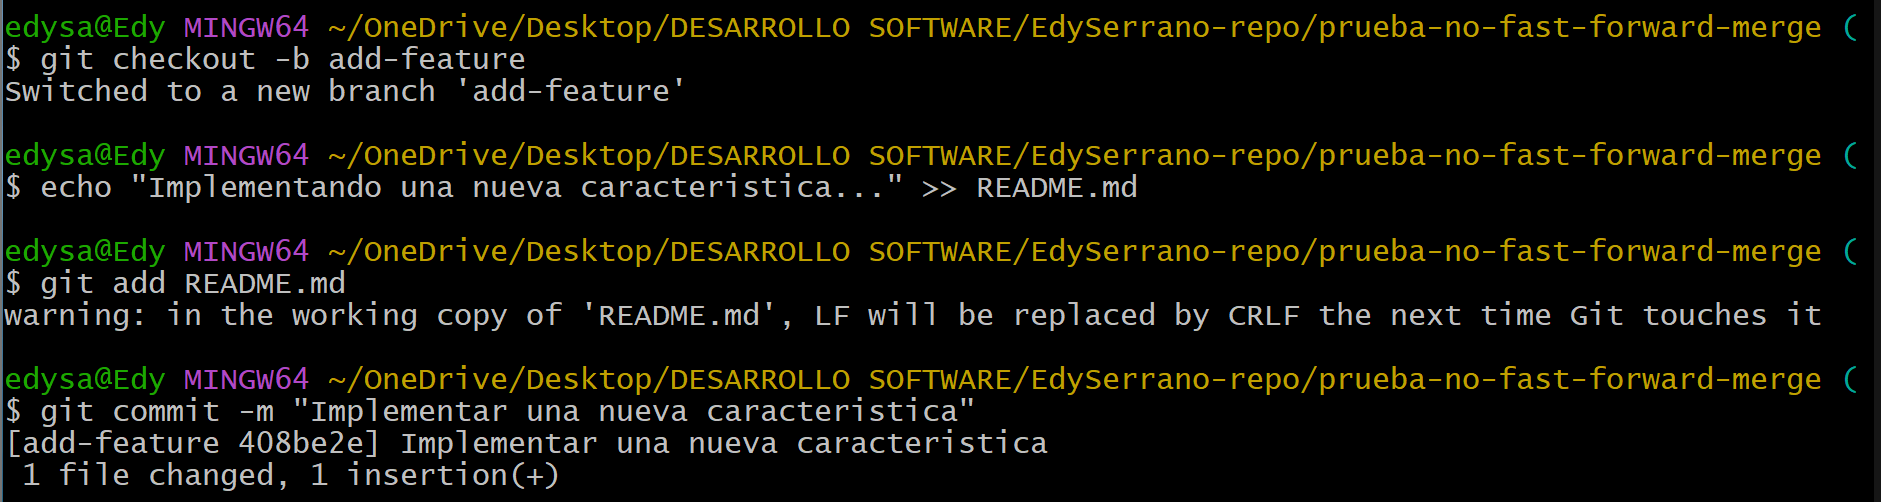 edysa@Edy MINGW64 ~/OneDrive/Desktop/DESARROLLO SOFTWARE/EdySerrano-repo/prueba-no-fast-forward-merge (
$ git checkout -b add-feature
Switched to a new branch 'add-feature'
edysa@Edy MINGW64 ~/OneDrive/Desktop/DESARROLLO SOFTWARE/EdySerrano-repo/prueba-no-fast-forward-merge (
$ echo "Implementando una nueva caracteristica..." >> README.md
edysa@Edy MINGW64 ~/OneDrive/Desktop/DESARROLLO SOFTWARE/EdySerrano-repo/prueba-no-fast-forward-merge (
$ git add README.md
warning: in the working copy of 'README.md', LF will be replaced by CRLF the next time Git touches it
edysa@Edy MINGW64 ~/OneDrive/Desktop/DESARROLLO SOFTWARE/EdySerrano-repo/prueba-no-fast-forward-merge (
$ git commit -m "Implementar una nueva caracteristica"
[add-feature 408be2e] Implementar una nueva caracteristica
 1 file changed, 1 insertion(+)